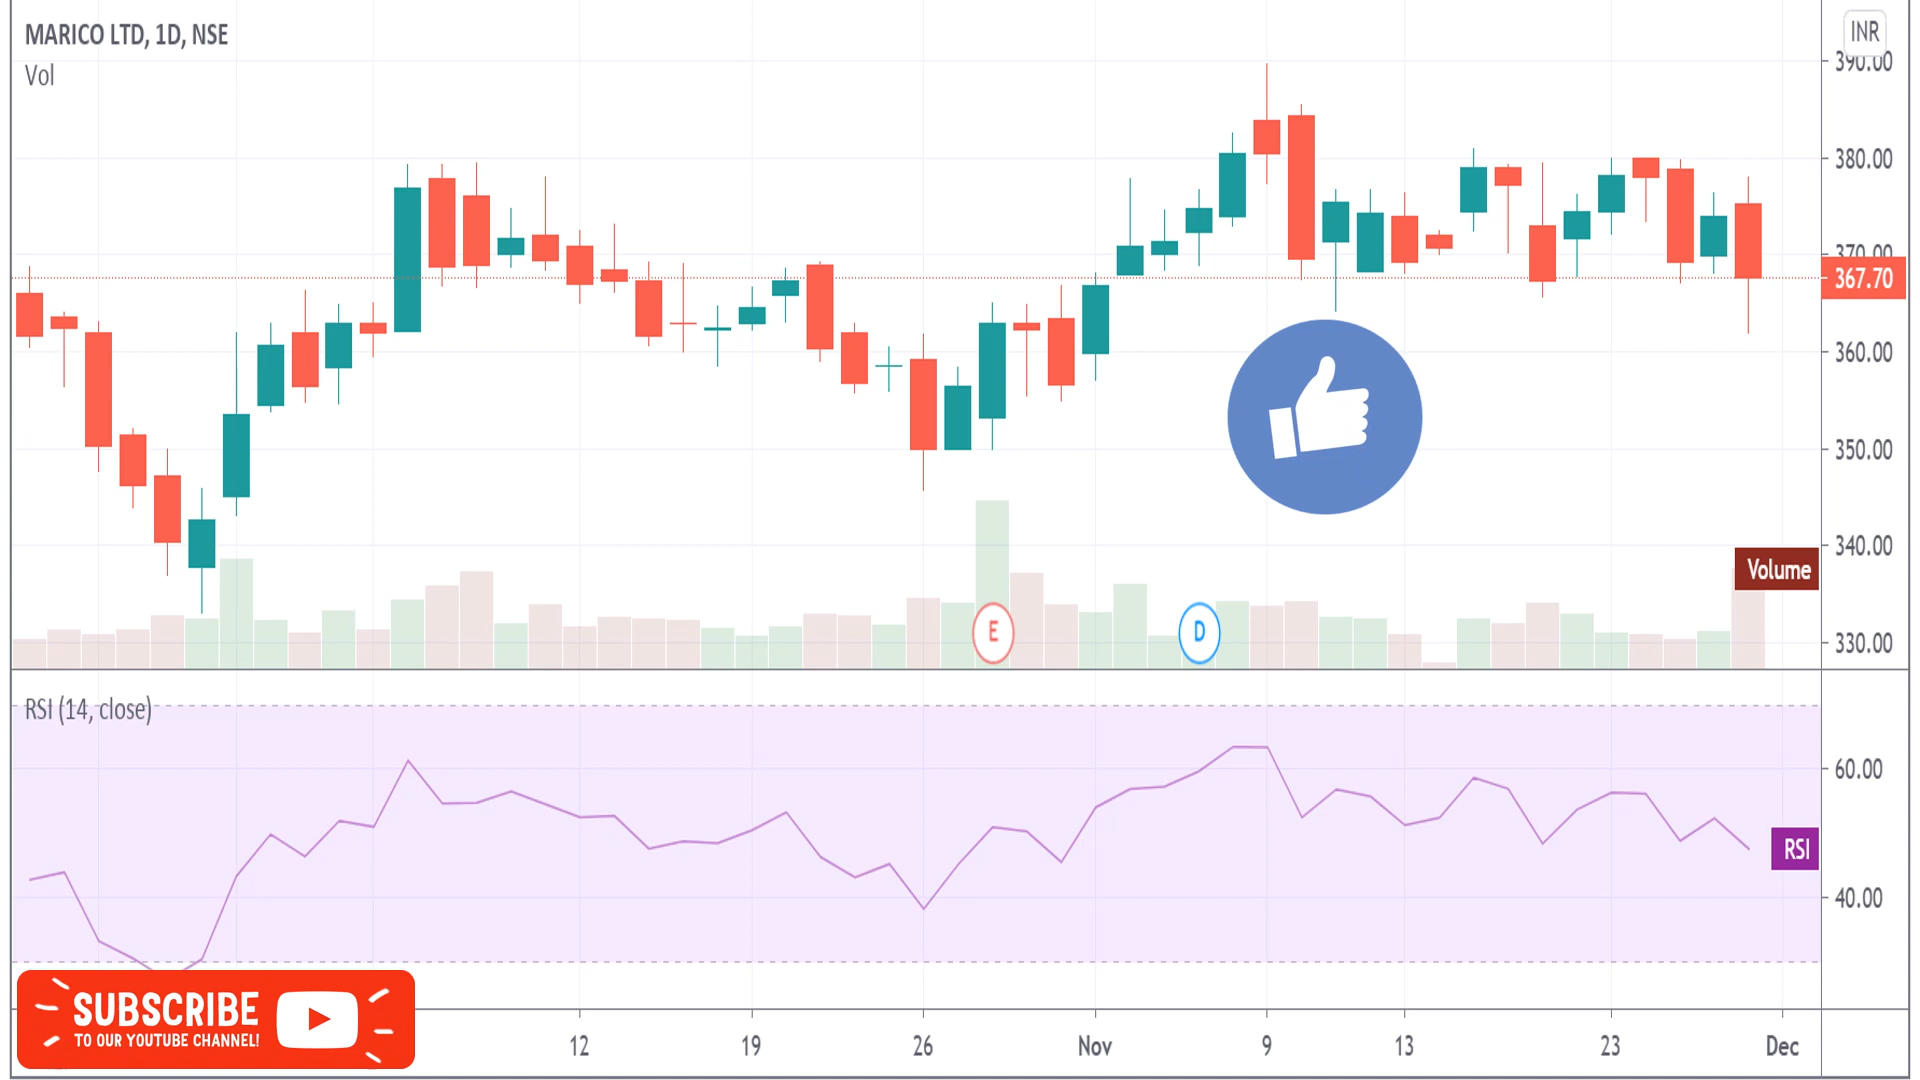 MARICO LTD, 1D, NSE
Vol
INR
390.00
380.00
370.00
367.70
360.00
350.00
340.00
Volume
330.00
E
D
RSI (14, close)
60.00
RSI
40.00
SUBSCRIBE
TO OUR YOUTUBE CHANNEL!
12
19
26
Nov
9
13
23
Dec